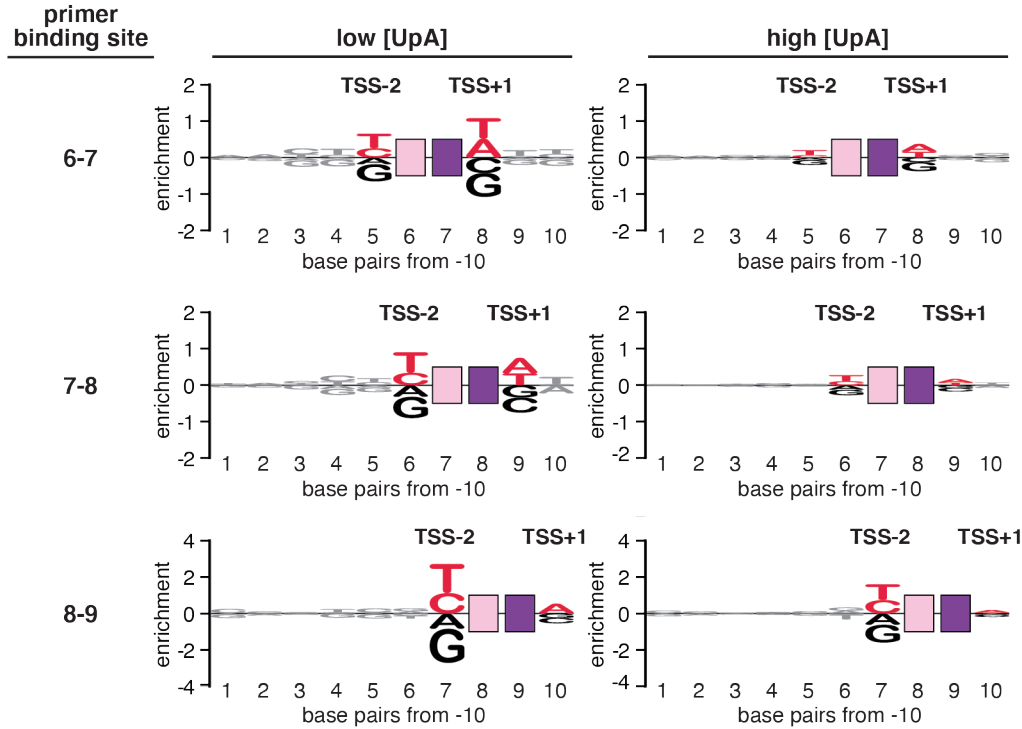 primer
binding site
low [UpA]
high [UpA]
6-7
TSS-2 TSS+1
enrichment
2
1
0
-1
-2
T
C
A
G
T
A
C
G
1 2 3 4 5 6 7 8 9 10
base pairs from -10
TSS-2 TSS+1
enrichment
2
1
0
-1
-2
T
G
A
T
C
G
1 2 3 4 5 6 7 8 9 10
base pairs from -10
7-8
TSS-2 TSS+1
enrichment
2
1
0
-1
-2
T
C
A
G
A
T
G
C
1 2 3 4 5 6 7 8 9 10
base pairs from -10
TSS-2 TSS+1
enrichment
2
1
0
-1
-2
1 2 3 4 5 6 7 8 9 10
base pairs from -10
8-9
TSS-2 TSS+1
enrichment
4
2
0
-2
-4
T
C
A
G
A
1 2 3 4 5 6 7 8 9 10
base pairs from -10
TSS-2 TSS+1
enrichment
4
2
0
-2
-4
T
C
A
G
1 2 3 4 5 6 7 8 9 10
base pairs from -10